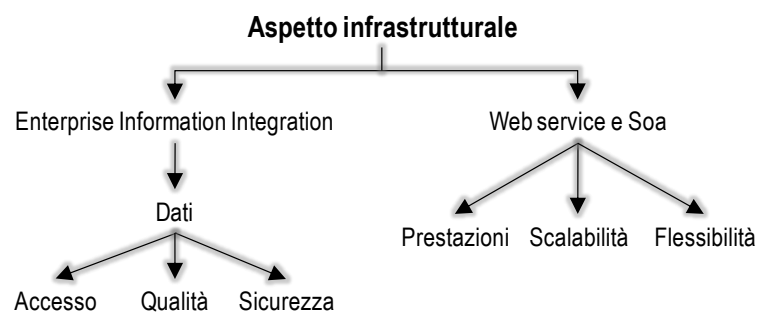 Aspetto infrastrutturale
Enterprise Information Integration
Web service e Soa
Dati
Prestazioni Scalabilità Flessibilità
Accesso Qualità Sicurezza